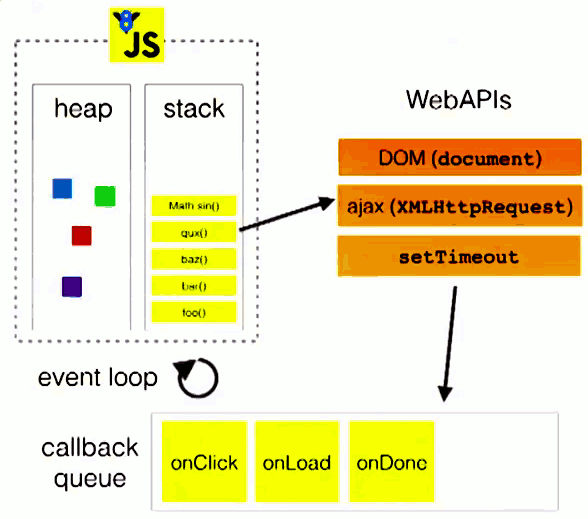 JS
heap
stack
Math sin()
qux()
baz()
bar()
foo()
WebAPIs
DOM (document)
ajax (XMLHttpRequest)
setTimeout
event loop
callback
queue
onClick
onLoad
onDone